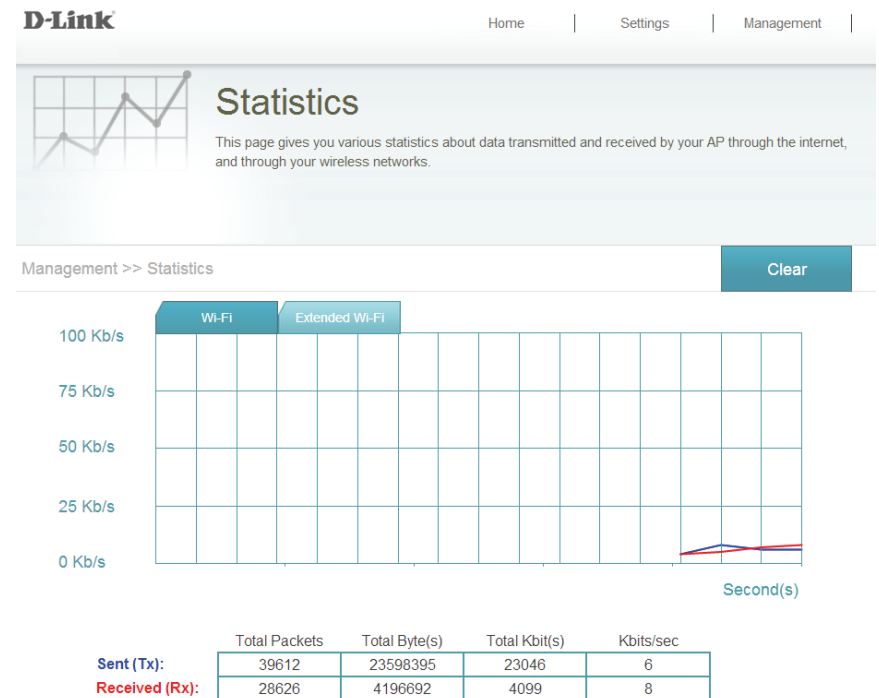 D-Link
Home Settings Management
Statistics
This page gives you various statistics about data transmitted and received by your AP through the internet,
and through your wireless networks.
Management >> Statistics
Clear
Wi-Fi Extended Wi-Fi
100 Kb/s
75 Kb/s
50 Kb/s
25 Kb/s
0 Kb/s
Second(s)
Total Packets Total Byte(s) Total Kbit(s) Kbits/sec
Sent (Tx): 39612 23598395 23046 6
Received (Rx): 28626 4196692 4099 8